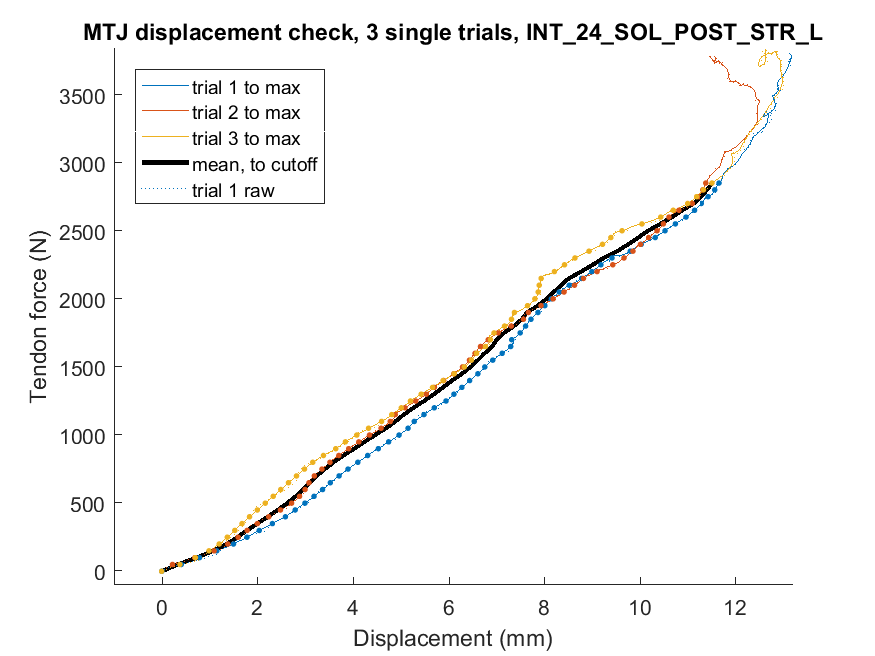 MTJ displacement check, 3 single trials, INT_24_SOL_POST_STR_L
trial 1 to max
trial 2 to max
trial 3 to max
mean, to cutoff
trial 1 raw
3500
3000
2500
2000
1500
1000
500
0
Tendon force (N)
0 2 4 6 8 10 12
Displacement (mm)